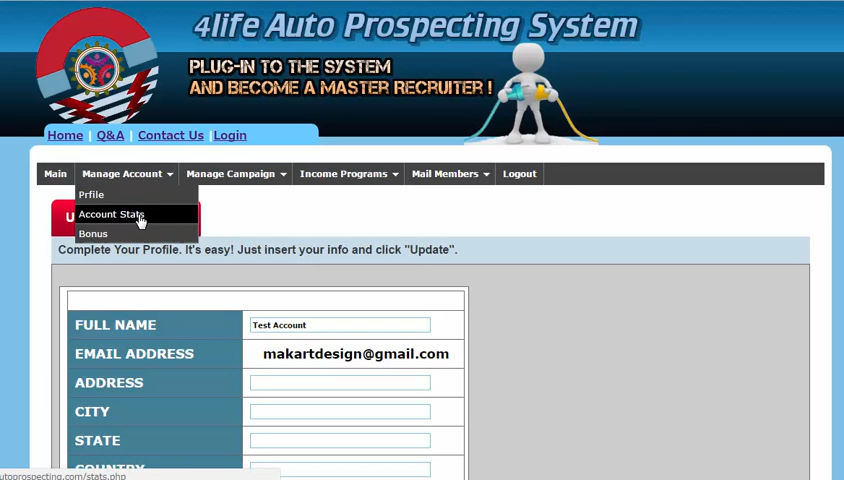 4life Auto Prospecting System
PLUG-IN TO THE SYSTEM
AND BECOME A MASTER RECRUITER !
Home | Q&A | Contact Us | Login
Main Manage Account Manage Campaign Income Programs Mail Members Logout
Prfile
Account Stats
Bonus
U
Complete Your Profile. It's easy! Just insert your info and click "Update".
FULL NAME Test Account
EMAIL ADDRESS makartdesign@gmail.com
ADDRESS
CITY
STATE
COUNTRY
autoprospecting.com/stats.php